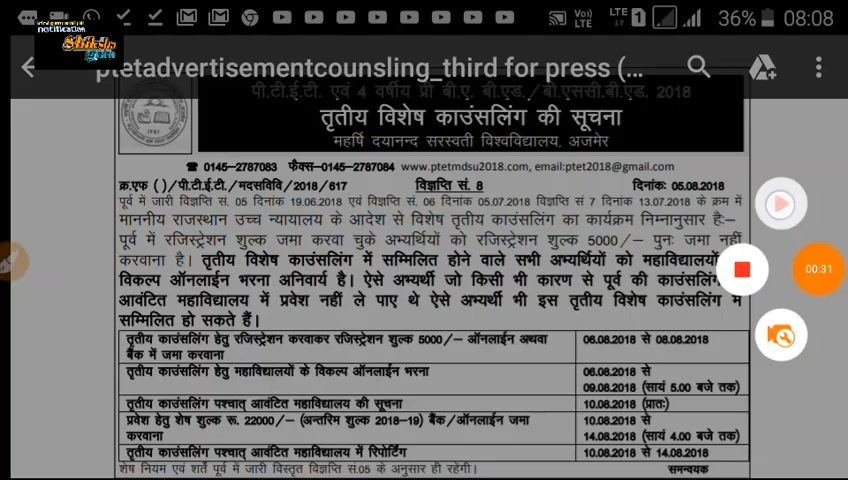 Vo)) LTE LTE 1 36% 08:08
notification
ptetadvertisementcounsling_third for press (...
पी.टी.ई.टी. एवं 4 वर्षीय प्री बी.ए. बी.एड./बी.एससी.बी.एड. 2018
तृतीय विशेष काउंसलिंग की सूचना
महर्षि दयानन्द सरस्वती विश्वविद्यालय, अजमेर
1987
☎ 0145-2787083 फैक्स-0145-2787084 www.ptetmdsu2018.com, email:ptet2018@gmail.com
क्र.एफ ( )/पी.टी.ई.टी./मदसविवि/2018/617 विज्ञप्ति सं. 8 दिनांकः 05.08.2018
पूर्व में जारी विज्ञप्ति सं. 05 दिनांक 19.06.2018 एवं विज्ञप्ति सं. 06 दिनांक 05.07.2018 विज्ञप्ति सं 7 दिनांक 13.07.2018 के क्रम में
माननीय राजस्थान उच्च न्यायालय के आदेश से विशेष तृतीय काउंसलिंग का कार्यक्रम निम्नानुसार है:-
पूर्व में रजिस्ट्रेशन शुल्क जमा करवा चुके अभ्यर्थियों को रजिस्ट्रेशन शुल्क 5000/- पुनः जमा नहीं
करवाना है। तृतीय विशेष काउंसलिंग में सम्मिलित होने वाले सभी अभ्यर्थियों को महाविद्यालयों
विकल्प ऑनलाईन भरना अनिवार्य है। ऐसे अभ्यर्थी जो किसी भी कारण से पूर्व की काउंसलिंग
आवंटित महाविद्यालय में प्रवेश नहीं ले पाए थे ऐसे अभ्यर्थी भी इस तृतीय विशेष काउंसलिंग में
सम्मिलित हो सकते हैं।
00:31
तृतीय काउंसलिंग हेतु रजिस्ट्रेशन करवाकर रजिस्ट्रेशन शुल्क 5000/- ऑनलाईन अथवा 06.08.2018 से 08.08.2018
बैंक में जमा करवाना
तृतीय काउंसलिंग हेतु महाविद्यालयों के विकल्प ऑनलाईन भरना 06.08.2018 से
09.08.2018 (सायं 5.00 बजे तक)
तृतीय काउंसलिंग पश्चात् आवंटित महाविद्यालय की सूचना 10.08.2018 (प्रातः)
प्रवेश हेतु शेष शुल्क रू. 22000/- (अन्तरिम शुल्क 2018-19) बैंक/ऑनलाईन जमा 10.08.2018 से
करवाना 14.08.2018 (सायं 4.00 बजे तक)
तृतीय काउंसलिंग पश्चात् आवंटित महाविद्यालय में रिपोर्टिंग 10.08.2018 से 14.08.2018
शेष नियम एवं शर्तें पूर्व में जारी विस्तृत विज्ञप्ति सं.05 के अनुसार ही रहेगी। समन्वयक